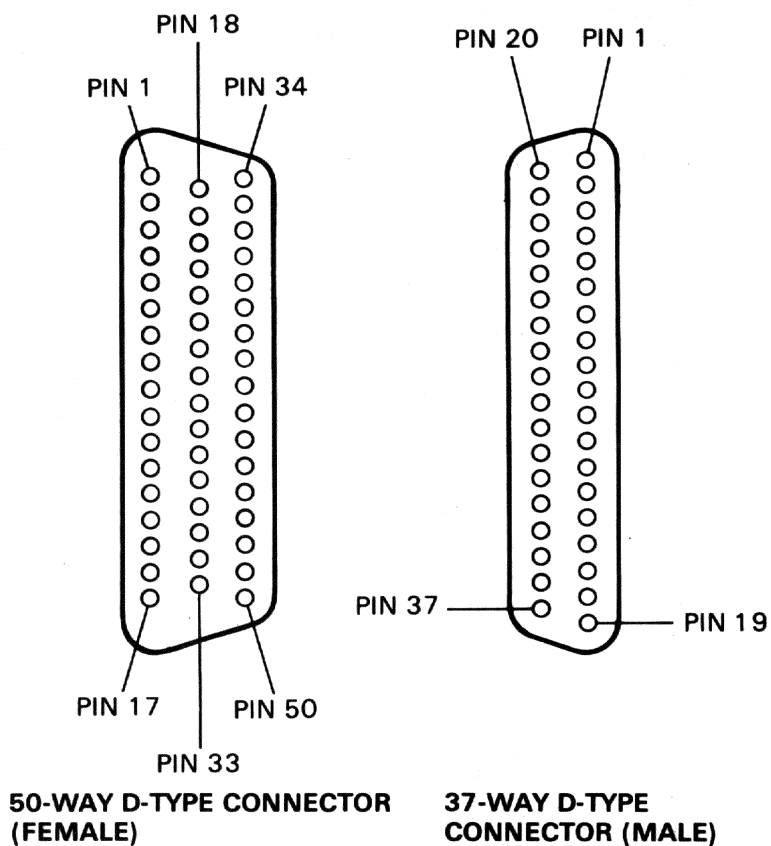 PIN 18
PIN 1
PIN 34
PIN 17
PIN 50
PIN 33
50-WAY D-TYPE CONNECTOR
(FEMALE)
PIN 20
PIN 1
PIN 37
PIN 19
37-WAY D-TYPE
CONNECTOR (MALE)